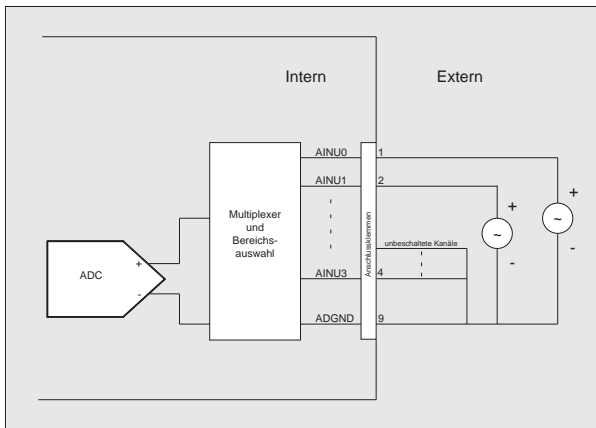 Intern
Extern
AINU0
1
AINU1
2
+
+
Multiplexer
und
Bereichs-
auswahl
Anschlussklemmen
~
~
unbeschaltete Kanäle
-
-
+
ADC
AINU3
4
-
ADGND
9